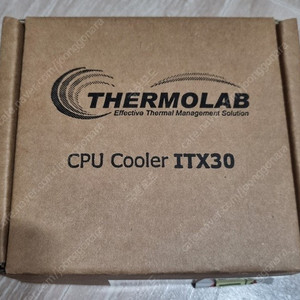 THERMOLAB
Effective Thermal Management Solution
CPU Cooler ITX30